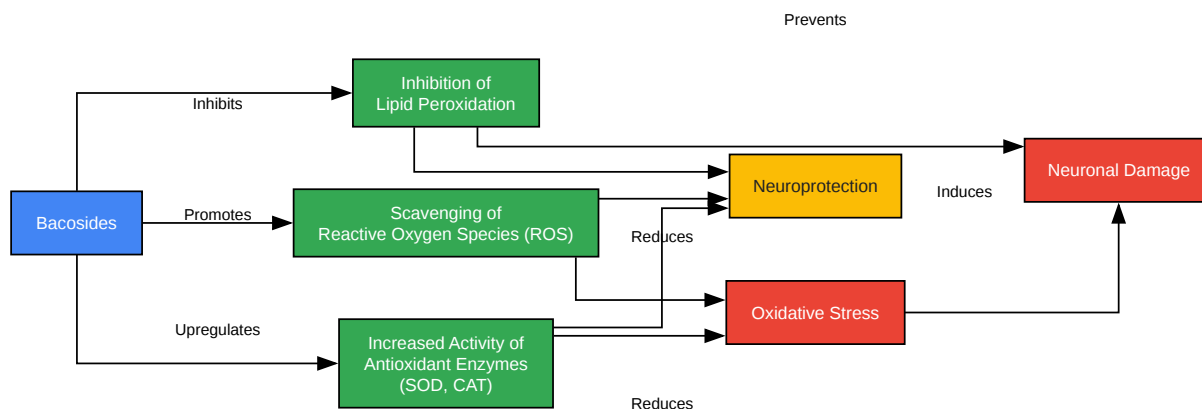 Prevents
Inhibition of
Lipid Peroxidation
Inhibits
Neuronal Damage
Neuroprotection
Induces
Bacosides
Promotes
Scavenging of
Reactive Oxygen Species (ROS)
Reduces
Oxidative Stress
Upregulates
Increased Activity of
Antioxidant Enzymes
(SOD, CAT)
Reduces